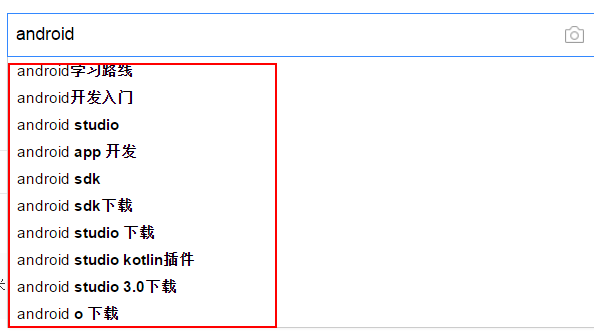 android
android学习路线
android开发入门
android studio
android app 开发
android sdk
android sdk下载
android studio 下载
android studio kotlin插件
android studio 3.0下载
android o 下载